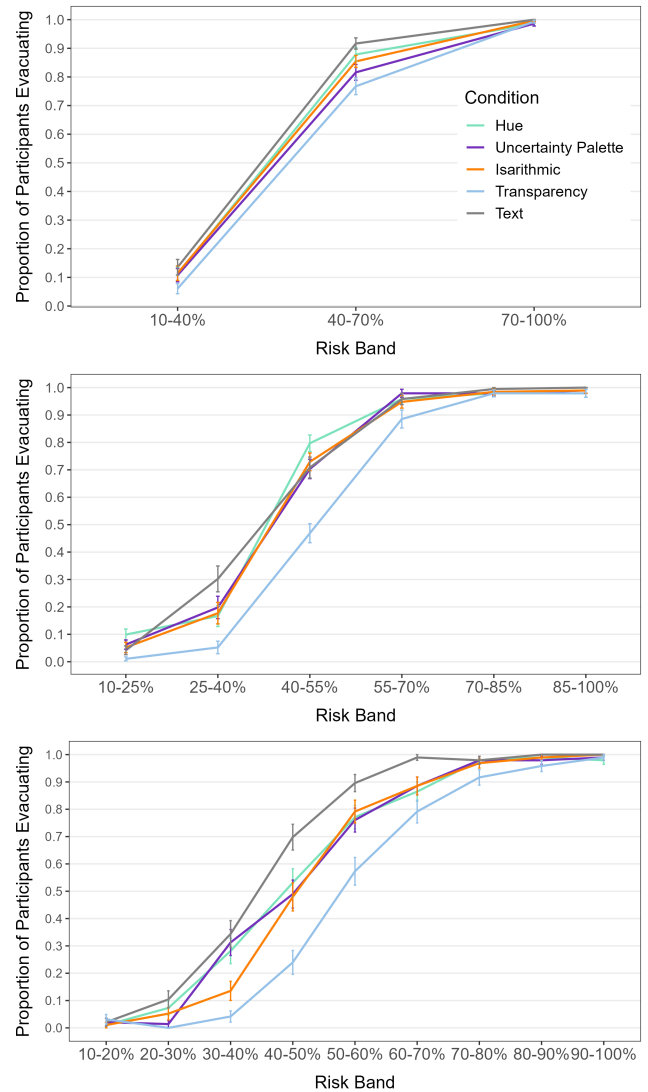 Proportion of Participants Evacuating
1.0
0.9
0.8
0.7
0.6
0.5
0.4
0.3
0.2
0.1
0.0
Condition
Hue
Uncertainty Palette
Isarithmic
Transparency
Text
10-40% 40-70% 70-100%
Risk Band
Proportion of Participants Evacuating
1.0
0.9
0.8
0.7
0.6
0.5
0.4
0.3
0.2
0.1
0.0
10-25% 25-40% 40-55% 55-70% 70-85% 85-100%
Risk Band
Proportion of Participants Evacuating
1.0
0.9
0.8
0.7
0.6
0.5
0.4
0.3
0.2
0.1
0.0
10-20% 20-30% 30-40% 40-50% 50-60% 60-70% 70-80% 80-90% 90-100%
Risk Band